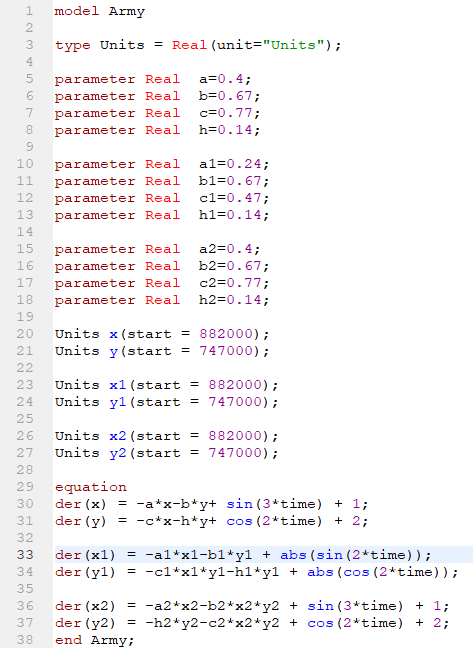 1 model Army
2
3 type Units = Real(unit="Units");
4
5 parameter Real  a=0.4;
6 parameter Real  b=0.67;
7 parameter Real  c=0.77;
8 parameter Real  h=0.14;
9
10 parameter Real  a1=0.24;
11 parameter Real  b1=0.67;
12 parameter Real  c1=0.47;
13 parameter Real  h1=0.14;
14
15 parameter Real  a2=0.4;
16 parameter Real  b2=0.67;
17 parameter Real  c2=0.77;
18 parameter Real  h2=0.14;
19
20 Units x(start = 882000);
21 Units y(start = 747000);
22
23 Units x1(start = 882000);
24 Units y1(start = 747000);
25
26 Units x2(start = 882000);
27 Units y2(start = 747000);
28
29 equation
30 der(x) = -a*x-b*y+ sin(3*time) + 1;
31 der(y) = -c*x-h*y+ cos(2*time) + 2;
32
33 der(x1) = -a1*x1-b1*y1 + abs(sin(2*time));
34 der(y1) = -c1*x1*y1-h1*y1 + abs(cos(2*time));
35
36 der(x2) = -a2*x2-b2*x2*y2 + sin(3*time) + 1;
37 der(y2) = -h2*y2-c2*x2*y2 + cos(2*time) + 2;
38 end Army;